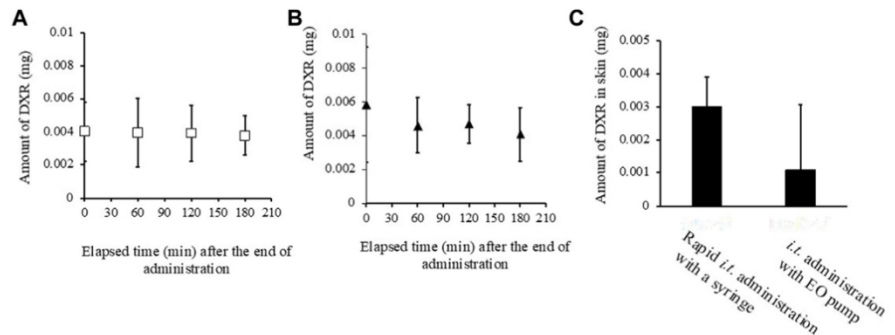 A
0.01
0.008
0.006
0.004
0.002
0
Amount of DXR (mg)
0 30 60 90 120 150 180 210
Elapsed time (min) after the end of
administration
B
0.01
0.008
0.006
0.004
0.002
0
Amount of DXR (mg)
0 30 60 90 120 150 180 210
Elapsed time (min) after the end of
administration
C
0.005
0.004
0.003
0.002
0.001
0
Amount of DXR in skin (mg)
Rapid i.t. administration
with a syringe
i.t. administration
with EO pump